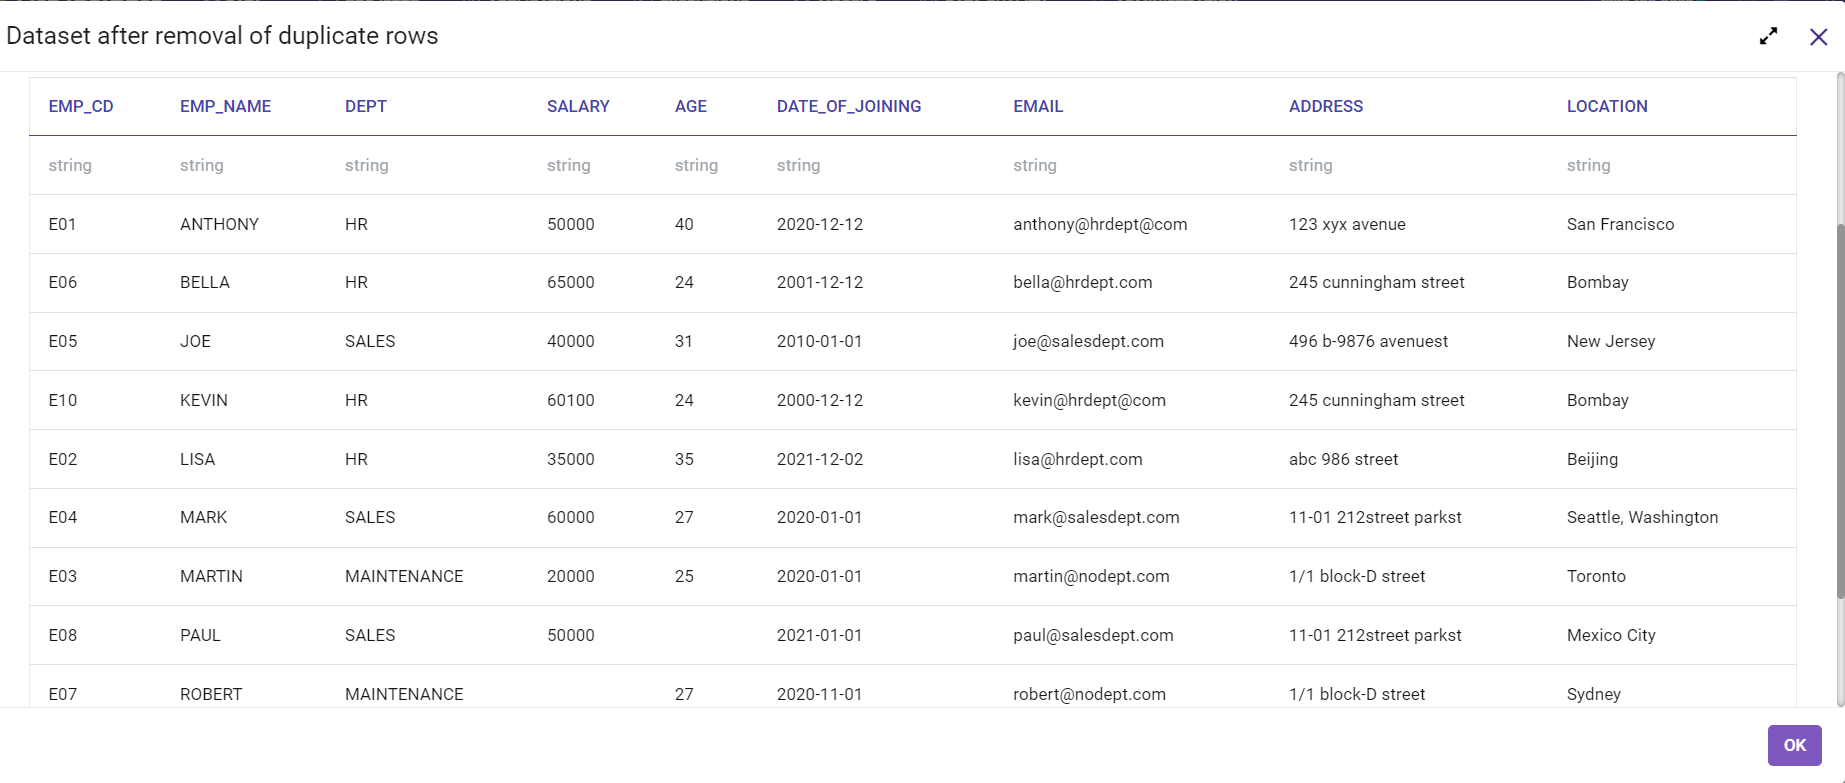 Dataset after removal of duplicate rows
EMP_CD EMP_NAME DEPT SALARY AGE DATE_OF_JOINING EMAIL ADDRESS LOCATION
string string string string string string string string string
E01 ANTHONY HR 50000 40 2020-12-12 anthony@hrdept@com 123 xyx avenue San Francisco
E06 BELLA HR 65000 24 2001-12-12 bella@hrdept.com 245 cunningham street Bombay
E05 JOE SALES 40000 31 2010-01-01 joe@salesdept.com 496 b-9876 avenuest New Jersey
E10 KEVIN HR 60100 24 2000-12-12 kevin@hrdept@com 245 cunningham street Bombay
E02 LISA HR 35000 35 2021-12-02 lisa@hrdept.com abc 986 street Beijing
E04 MARK SALES 60000 27 2020-01-01 mark@salesdept.com 11-01 212street parkst Seattle, Washington
E03 MARTIN MAINTENANCE 20000 25 2020-01-01 martin@nodept.com 1/1 block-D street Toronto
E08 PAUL SALES 50000 2021-01-01 paul@salesdept.com 11-01 212street parkst Mexico City
E07 ROBERT MAINTENANCE 27 2020-11-01 robert@nodept.com 1/1 block-D street Sydney
OK